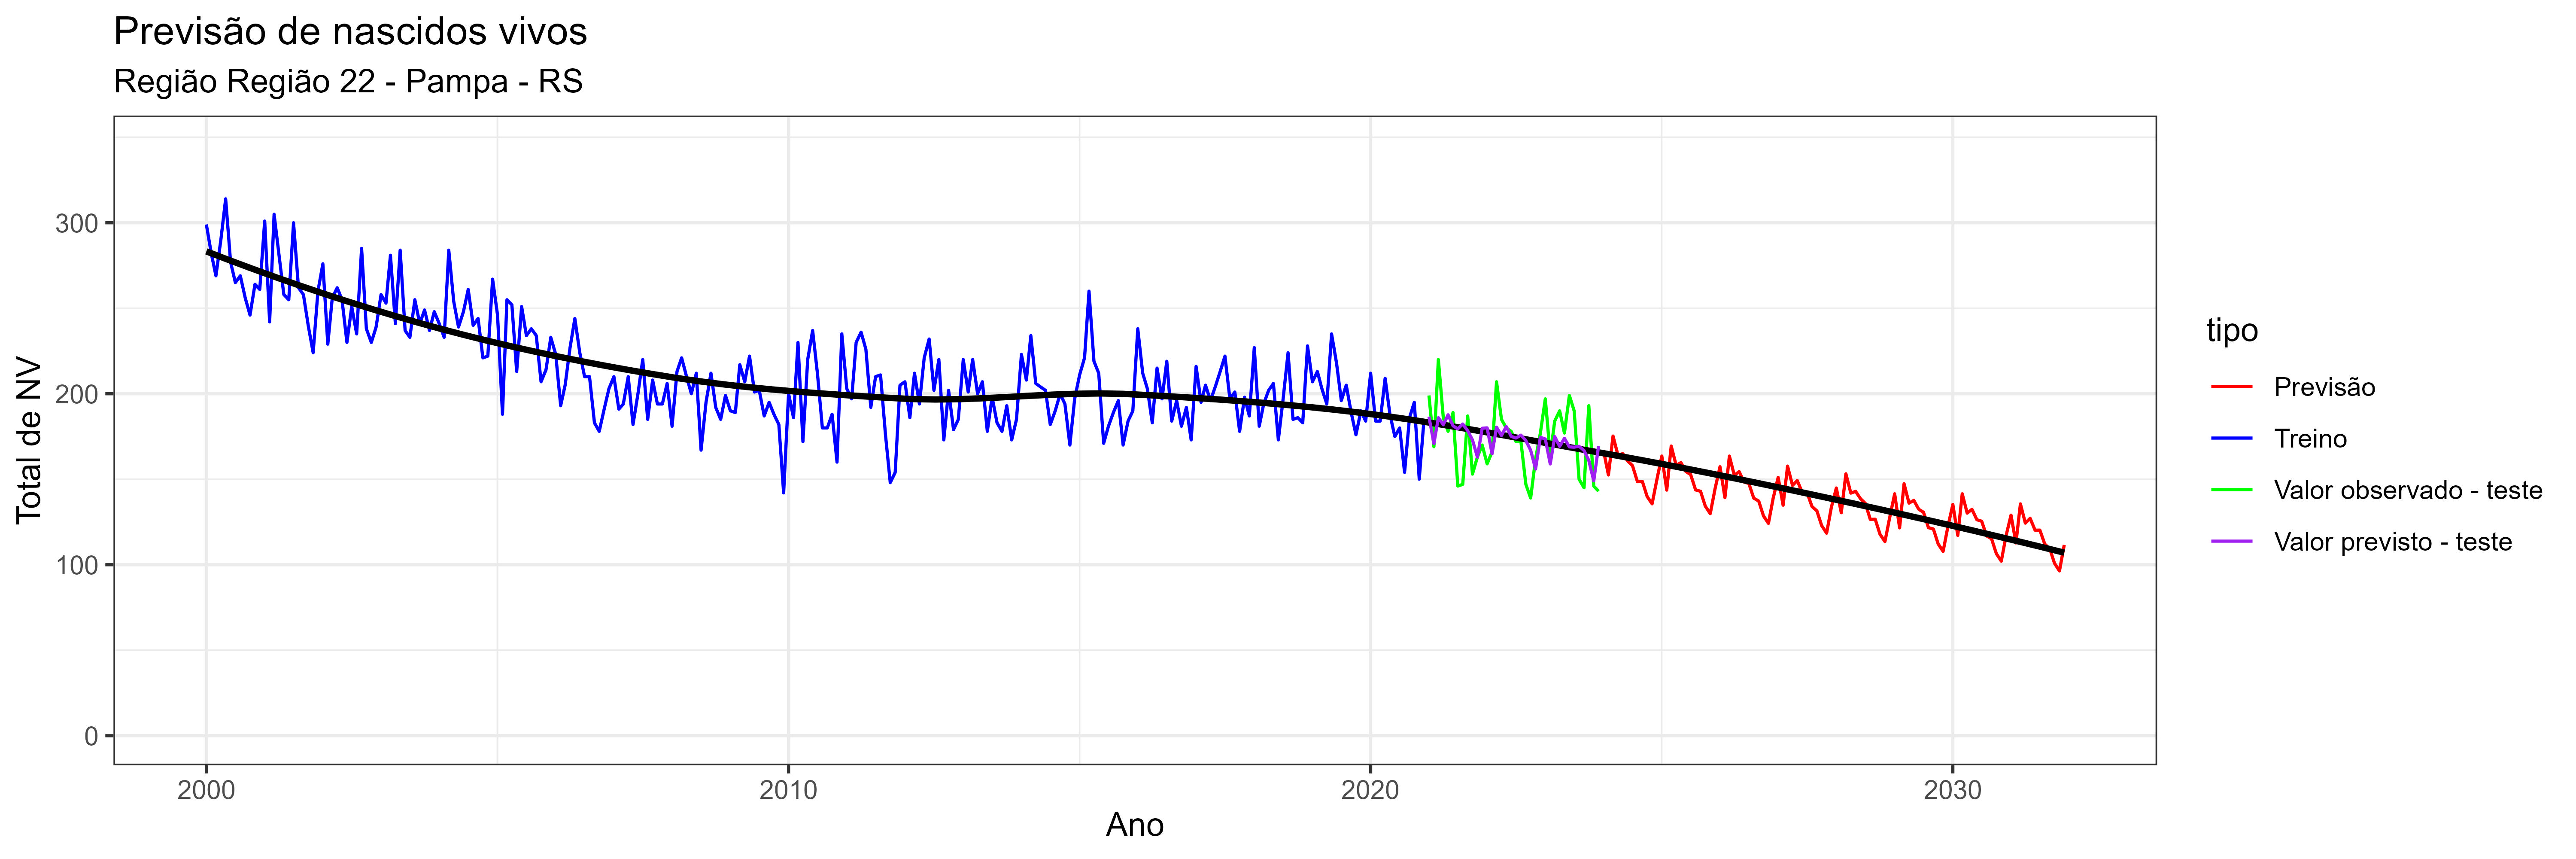 Previsão de nascidos vivos
Região Região 22 - Pampa - RS
Total de NV
300
200
100
0
2000
2010
2020
2030
Ano
tipo
Previsão
Treino
Valor observado - teste
Valor previsto - teste